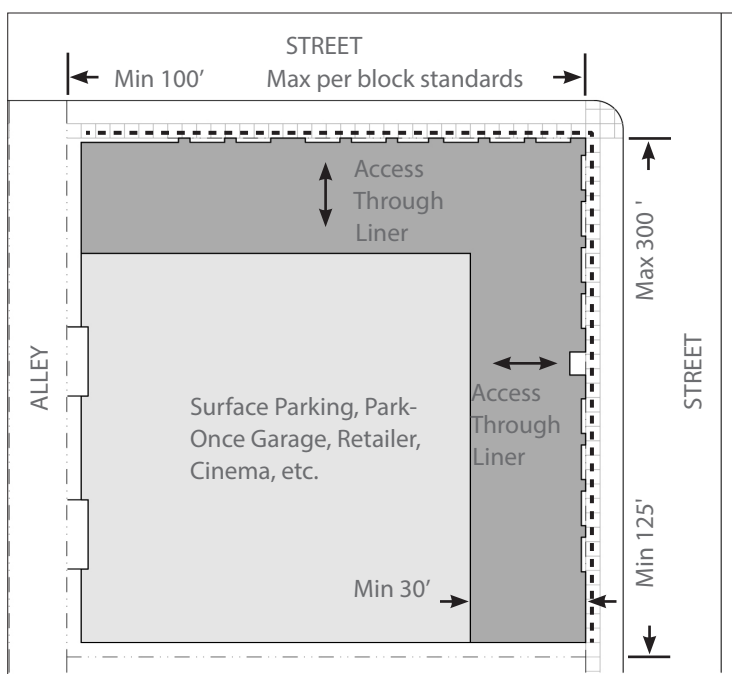 STREET
Min 100’ Max per block standards
Access
Through
Liner
Max 300 '
ALLEY
STREET
Access
Through
Liner
Surface Parking, Park-
Once Garage, Retailer,
Cinema, etc.
Min 125'
Min 30’